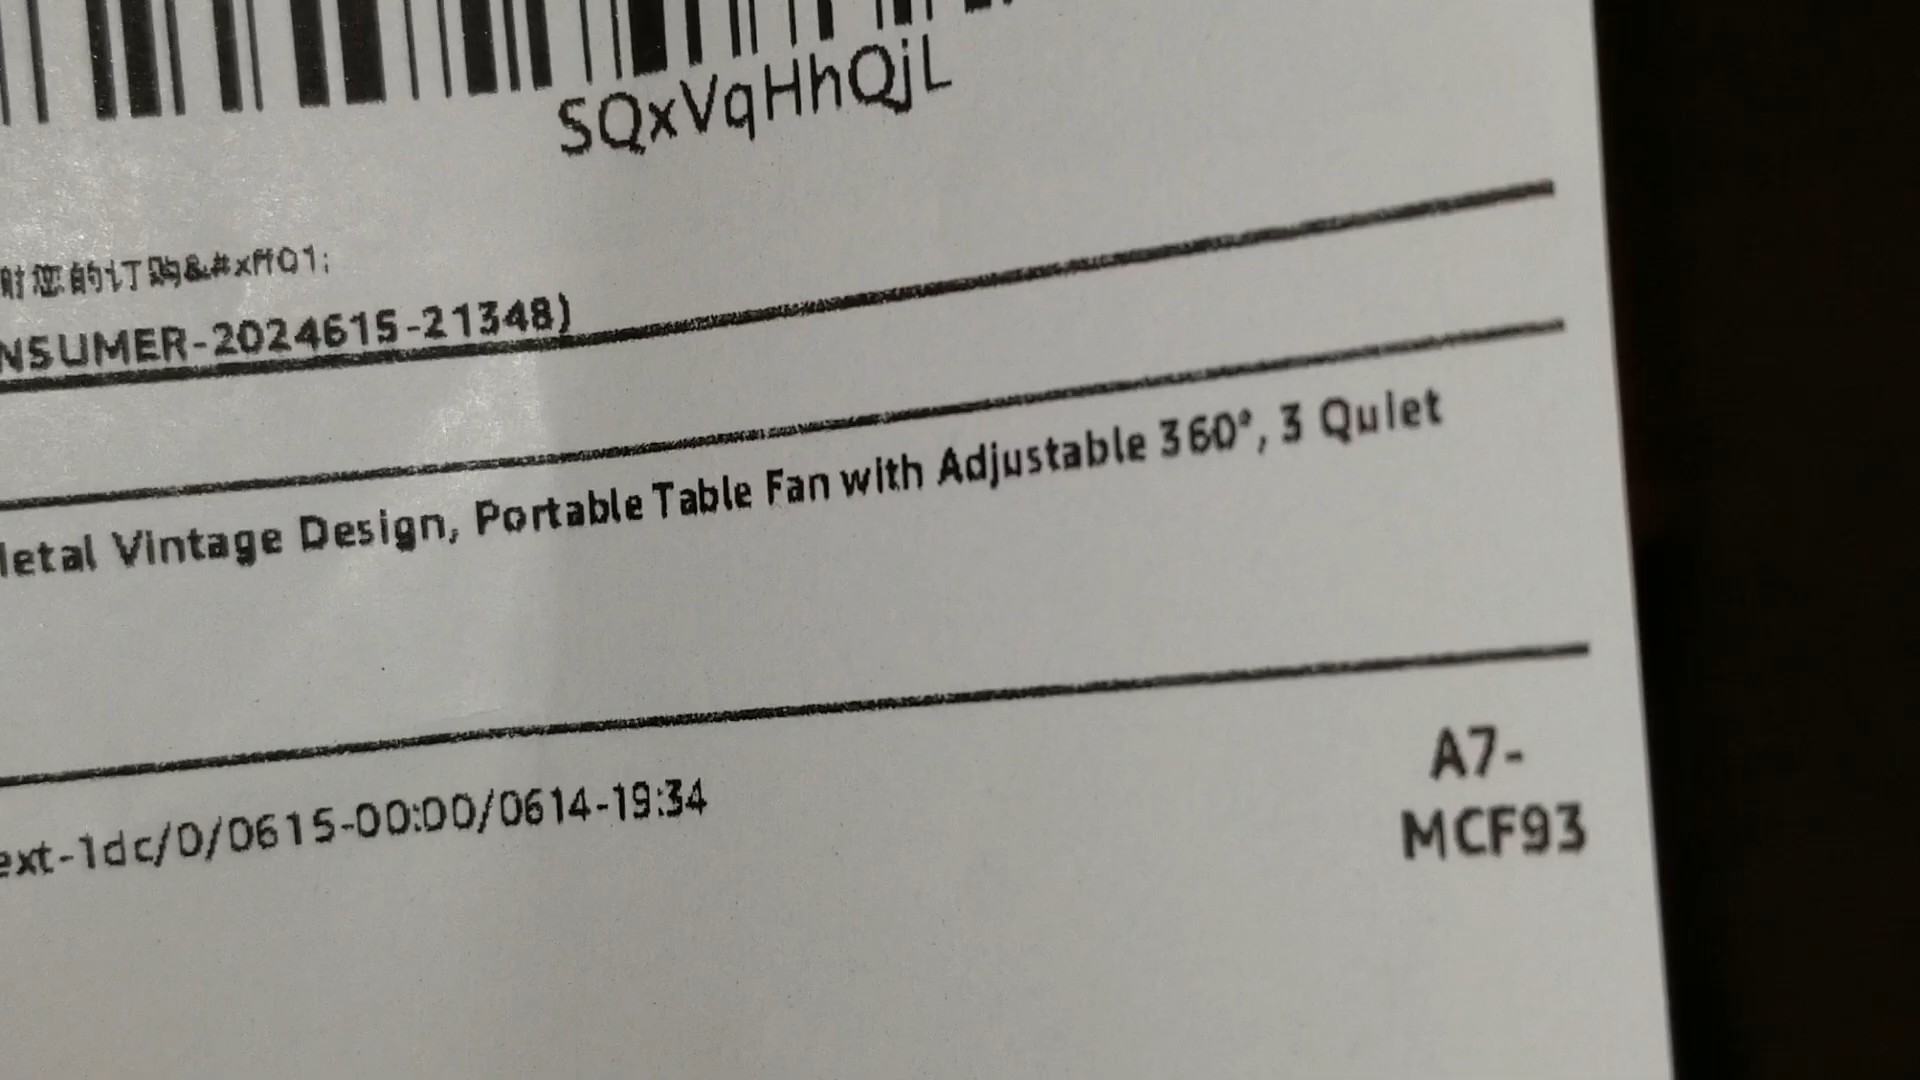 SQxVqHhQjL
谢您的订购&#xff01;
NSUMER-2024615-21348)
Metal Vintage Design, Portable Table Fan with Adjustable 360°, 3 Quiet
ext-1dc/0/0615-00:00/0614-19:34
A7-
MCF93